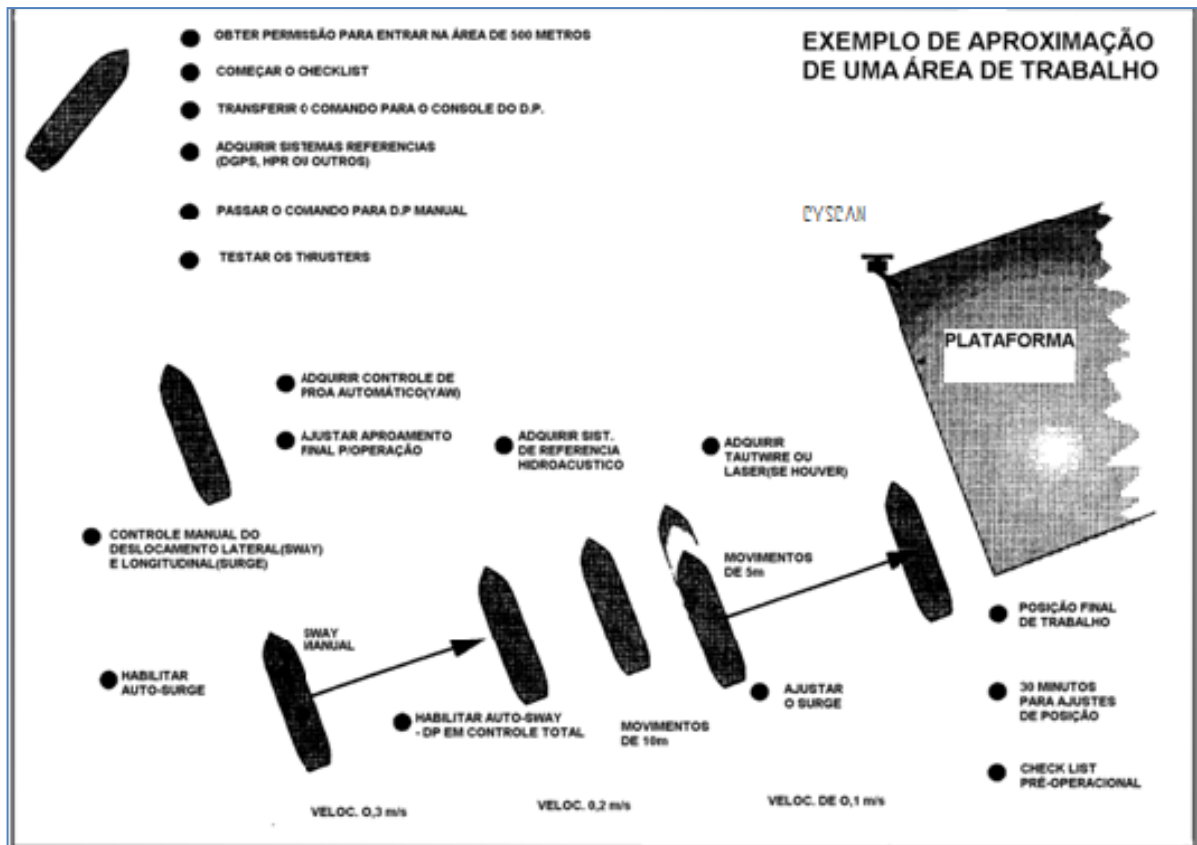 EXEMPLO DE APROXIMAÇÃO
DE UMA ÁREA DE TRABALHO
OBTER PERMISSÃO PARA ENTRAR NA ÁREA DE 500 METROS
COMEÇAR O CHECKLIST
TRANSFERIR O COMANDO PARA O CONSOLE DO D.P.
ADQUIRIR SISTEMAS REFERENCIAS
(DGPS, HPR OU OUTROS)
PASSAR O COMANDO PARA D.P MANUAL
TESTAR OS THRUSTERS
CYSCAN
PLATAFORMA
ADQUIRIR CONTROLE DE
PROA AUTOMÁTICO(YAW)
AJUSTAR APROAMENTO
FINAL P/OPERAÇÃO
ADQUIRIR SIST.
DE REFERENCIA
HIDROACUSTICO
ADQUIRIR
TAUTWIRE OU
LASER(SE HOUVER)
CONTROLE MANUAL DO
DESLOCAMENTO LATERAL(SWAY)
E LONGITUDINAL(SURGE)
MOVIMENTOS
DE 5m
POSIÇÃO FINAL
DE TRABALHO
SWAY
MANUAL
HABILITAR
AUTO-SURGE
HABILITAR AUTO-SWAY
- DP EM CONTROLE TOTAL
MOVIMENTOS
DE 10m
AJUSTAR
O SURGE
30 MINUTOS
PARA AJUSTES
DE POSIÇÃO
CHECK LIST
PRÉ-OPERACIONAL
VELOC. O,3 m/s
VELOC. 0,2 m/s
VELOC. DE O,1 m/s